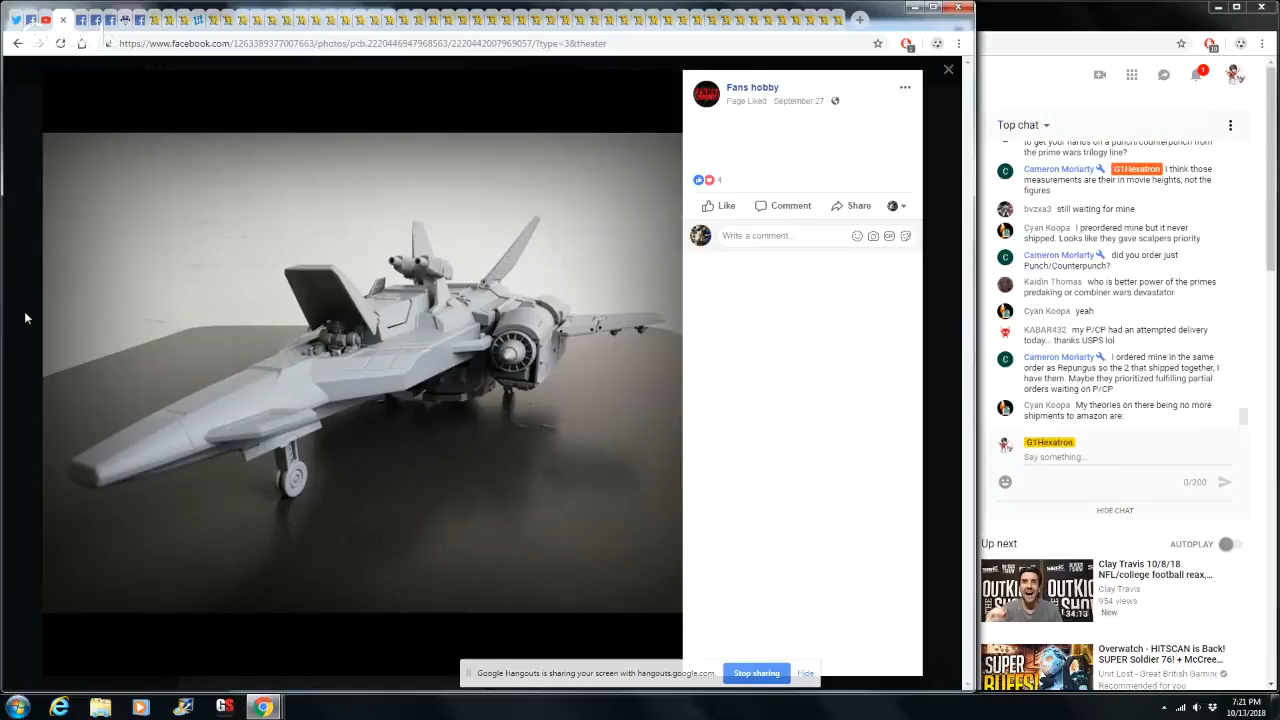 https://www.facebook.com/1263199377007663/photos/pcb.2220446947968563/2220442007969057/?type=3&theater
Fans hobby
Page Liked September 27
4
Like Comment Share
Write a comment...
Google Hangouts is sharing your screen with hangouts.google.com.
Stop sharing
Hide
1
10
1
Top chat
to get your hands on a punch/counterpunch from
the prime wars trilogy line?
Cameron Moriarty G1Hexatron I think those
measurements are their in movie heights, not the
figures
bvzxa3 still waiting for mine
Cyan Koopa I preordered mine but it never
shipped. Looks like they gave scalpers priority
Cameron Moriarty did you order just
Punch/Counterpunch?
Kaidin Thomas who is better power of the primes
predaking or combiner wars devastator
Cyan Koopa yeah
KABAR432 my P/CP had an attempted delivery
today... thanks USPS lol
Cameron Moriarty I ordered mine in the same
order as Repungus so the 2 that shipped together, I
have them. Maybe they prioritized fulfilling partial
orders waiting on P/CP
Cyan Koopa My theories on there being no more
shipments to amazon are:
G1Hexatron
Say something...
0/200
HIDE CHAT
Up next
AUTOPLAY
OUTKICK
34:13
Clay Travis 10/8/18
NFL/college football reax,...
Clay Travis
954 views
New
SUPER
BUFFS!
Overwatch - HITSCAN is Back!
SUPER Soldier 76! + McCree...
Unit Lost - Great British Gaming
Recommended for you
GS
7:21 PM
10/13/2018